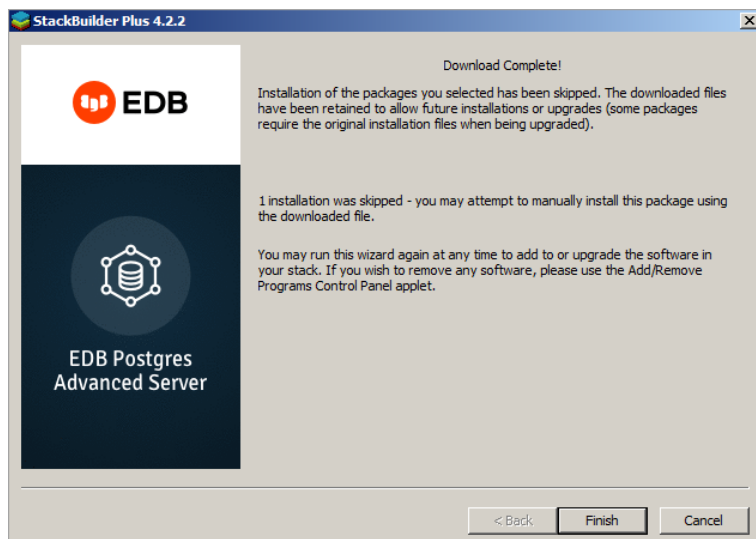 StackBuilder Plus 4.2.2
EDB
EDB Postgres
Advanced Server
Download Complete!
Installation of the packages you selected has been skipped. The downloaded files
have been retained to allow future installations or upgrades (some packages
require the original installation files when being upgraded).
1 installation was skipped - you may attempt to manually install this package using
the downloaded file.
You may run this wizard again at any time to add to or upgrade the software in
your stack. If you wish to remove any software, please use the Add/Remove
Programs Control Panel applet.
< Back
Finish
Cancel